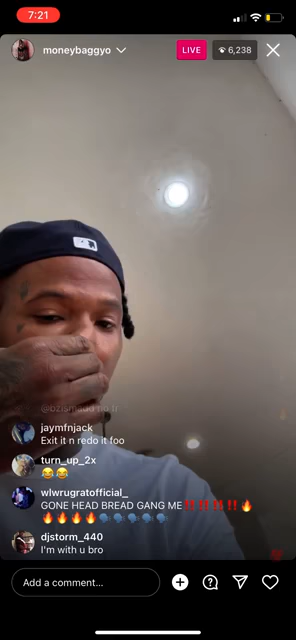 7:21
moneybaggyo
LIVE
6,238
jaymfnjack
Exit it n redo it foo
turn_up_2x
😂😂
wlwrugratofficial_
GONE HEAD BREAD GANG ME‼️‼️‼️‼️🔥
🔥🔥🔥🔥🗣🗣🗣🗣🗣
djstorm_440
I'm with u bro
Add a comment...